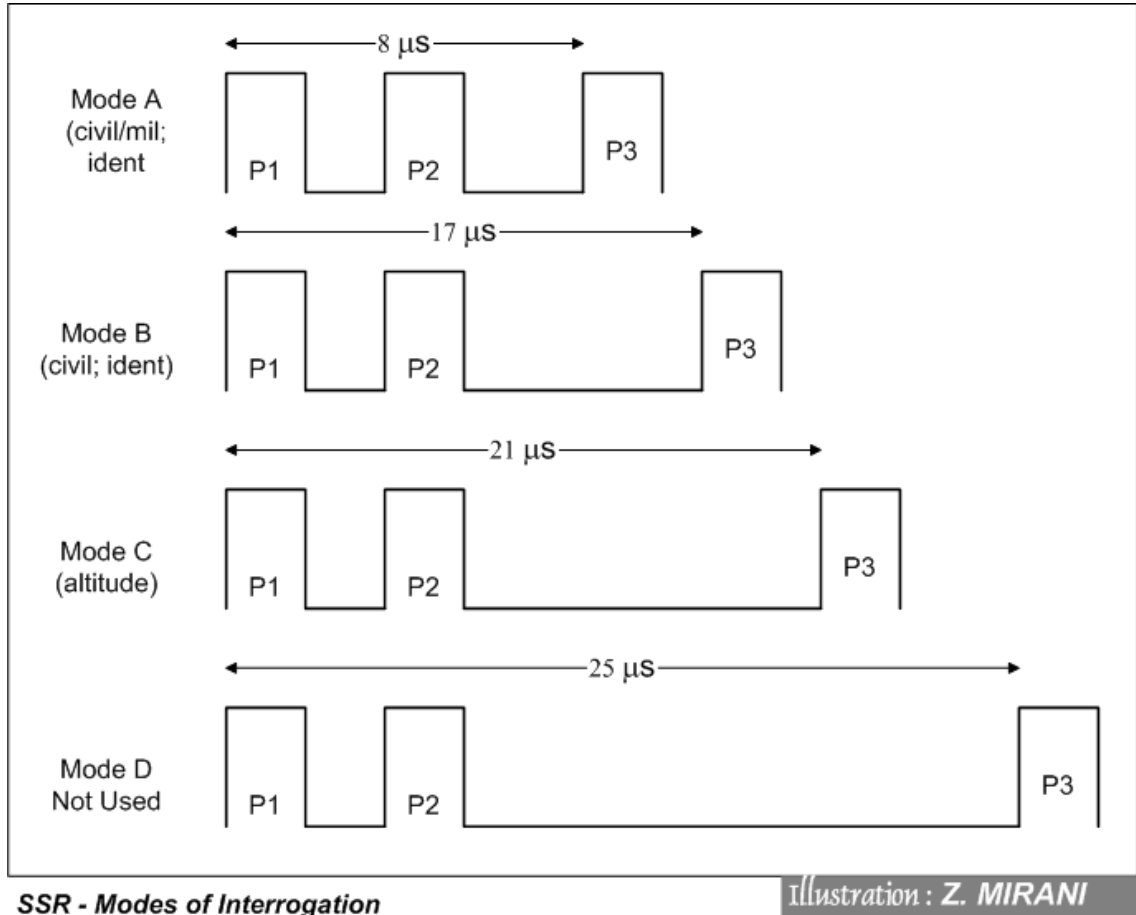 8 μs
Mode A
(civil/mil;
ident
P1
P2
P3
17 μs
Mode B
(civil; ident)
P1
P2
P3
21 μs
Mode C
(altitude)
P1
P2
P3
25 μs
Mode D
Not Used
P1
P2
P3
SSR - Modes of Interrogation
Illustration : Z. MIRANI